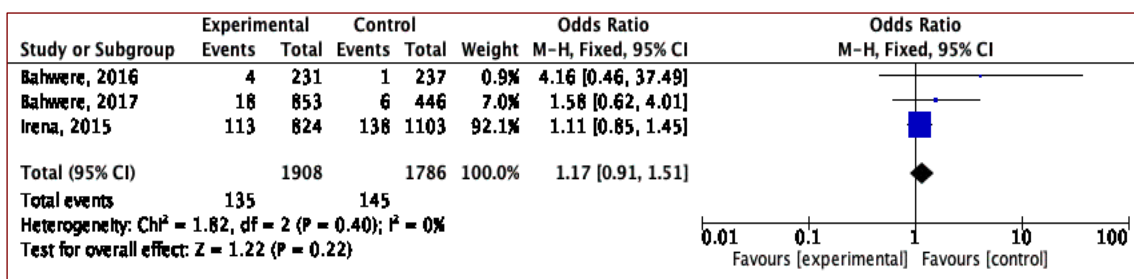 Experimental Control Odds Ratio Odds Ratio
Study or Subgroup Events Total Events Total Weight M-H, Fixed, 95% CI M-H, Fixed, 95% CI
Bahwere, 2016 4 231 1 237 0.9% 4.16 [0.46, 37.49]
Bahwere, 2017 18 853 6 446 7.0% 1.58 [0.62, 4.01]
Irena, 2015 113 824 138 1103 92.1% 1.11 [0.85, 1.45]
Total (95% CI) 1908 1786 100.0% 1.17 [0.91, 1.51]
Total events 135 145
Heterogeneity: Chi² = 1.82, df = 2 (P = 0.40); I² = 0%
Test for overall effect: Z = 1.22 (P = 0.22)
0.01 0.1 1 10 100
Favours [experimental] Favours [control]